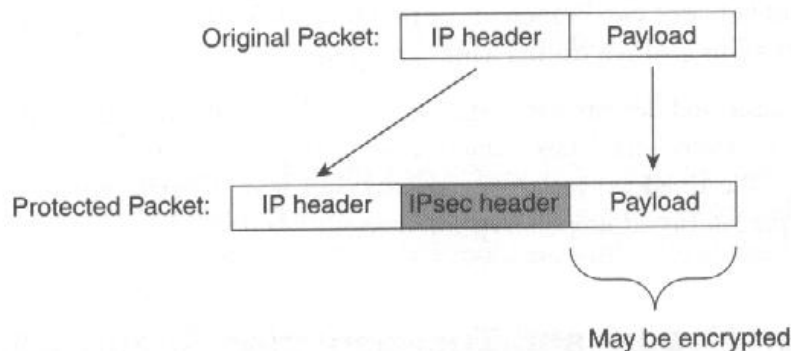 Original Packet: IP header Payload
Protected Packet: IP header IPsec header Payload
May be encrypted